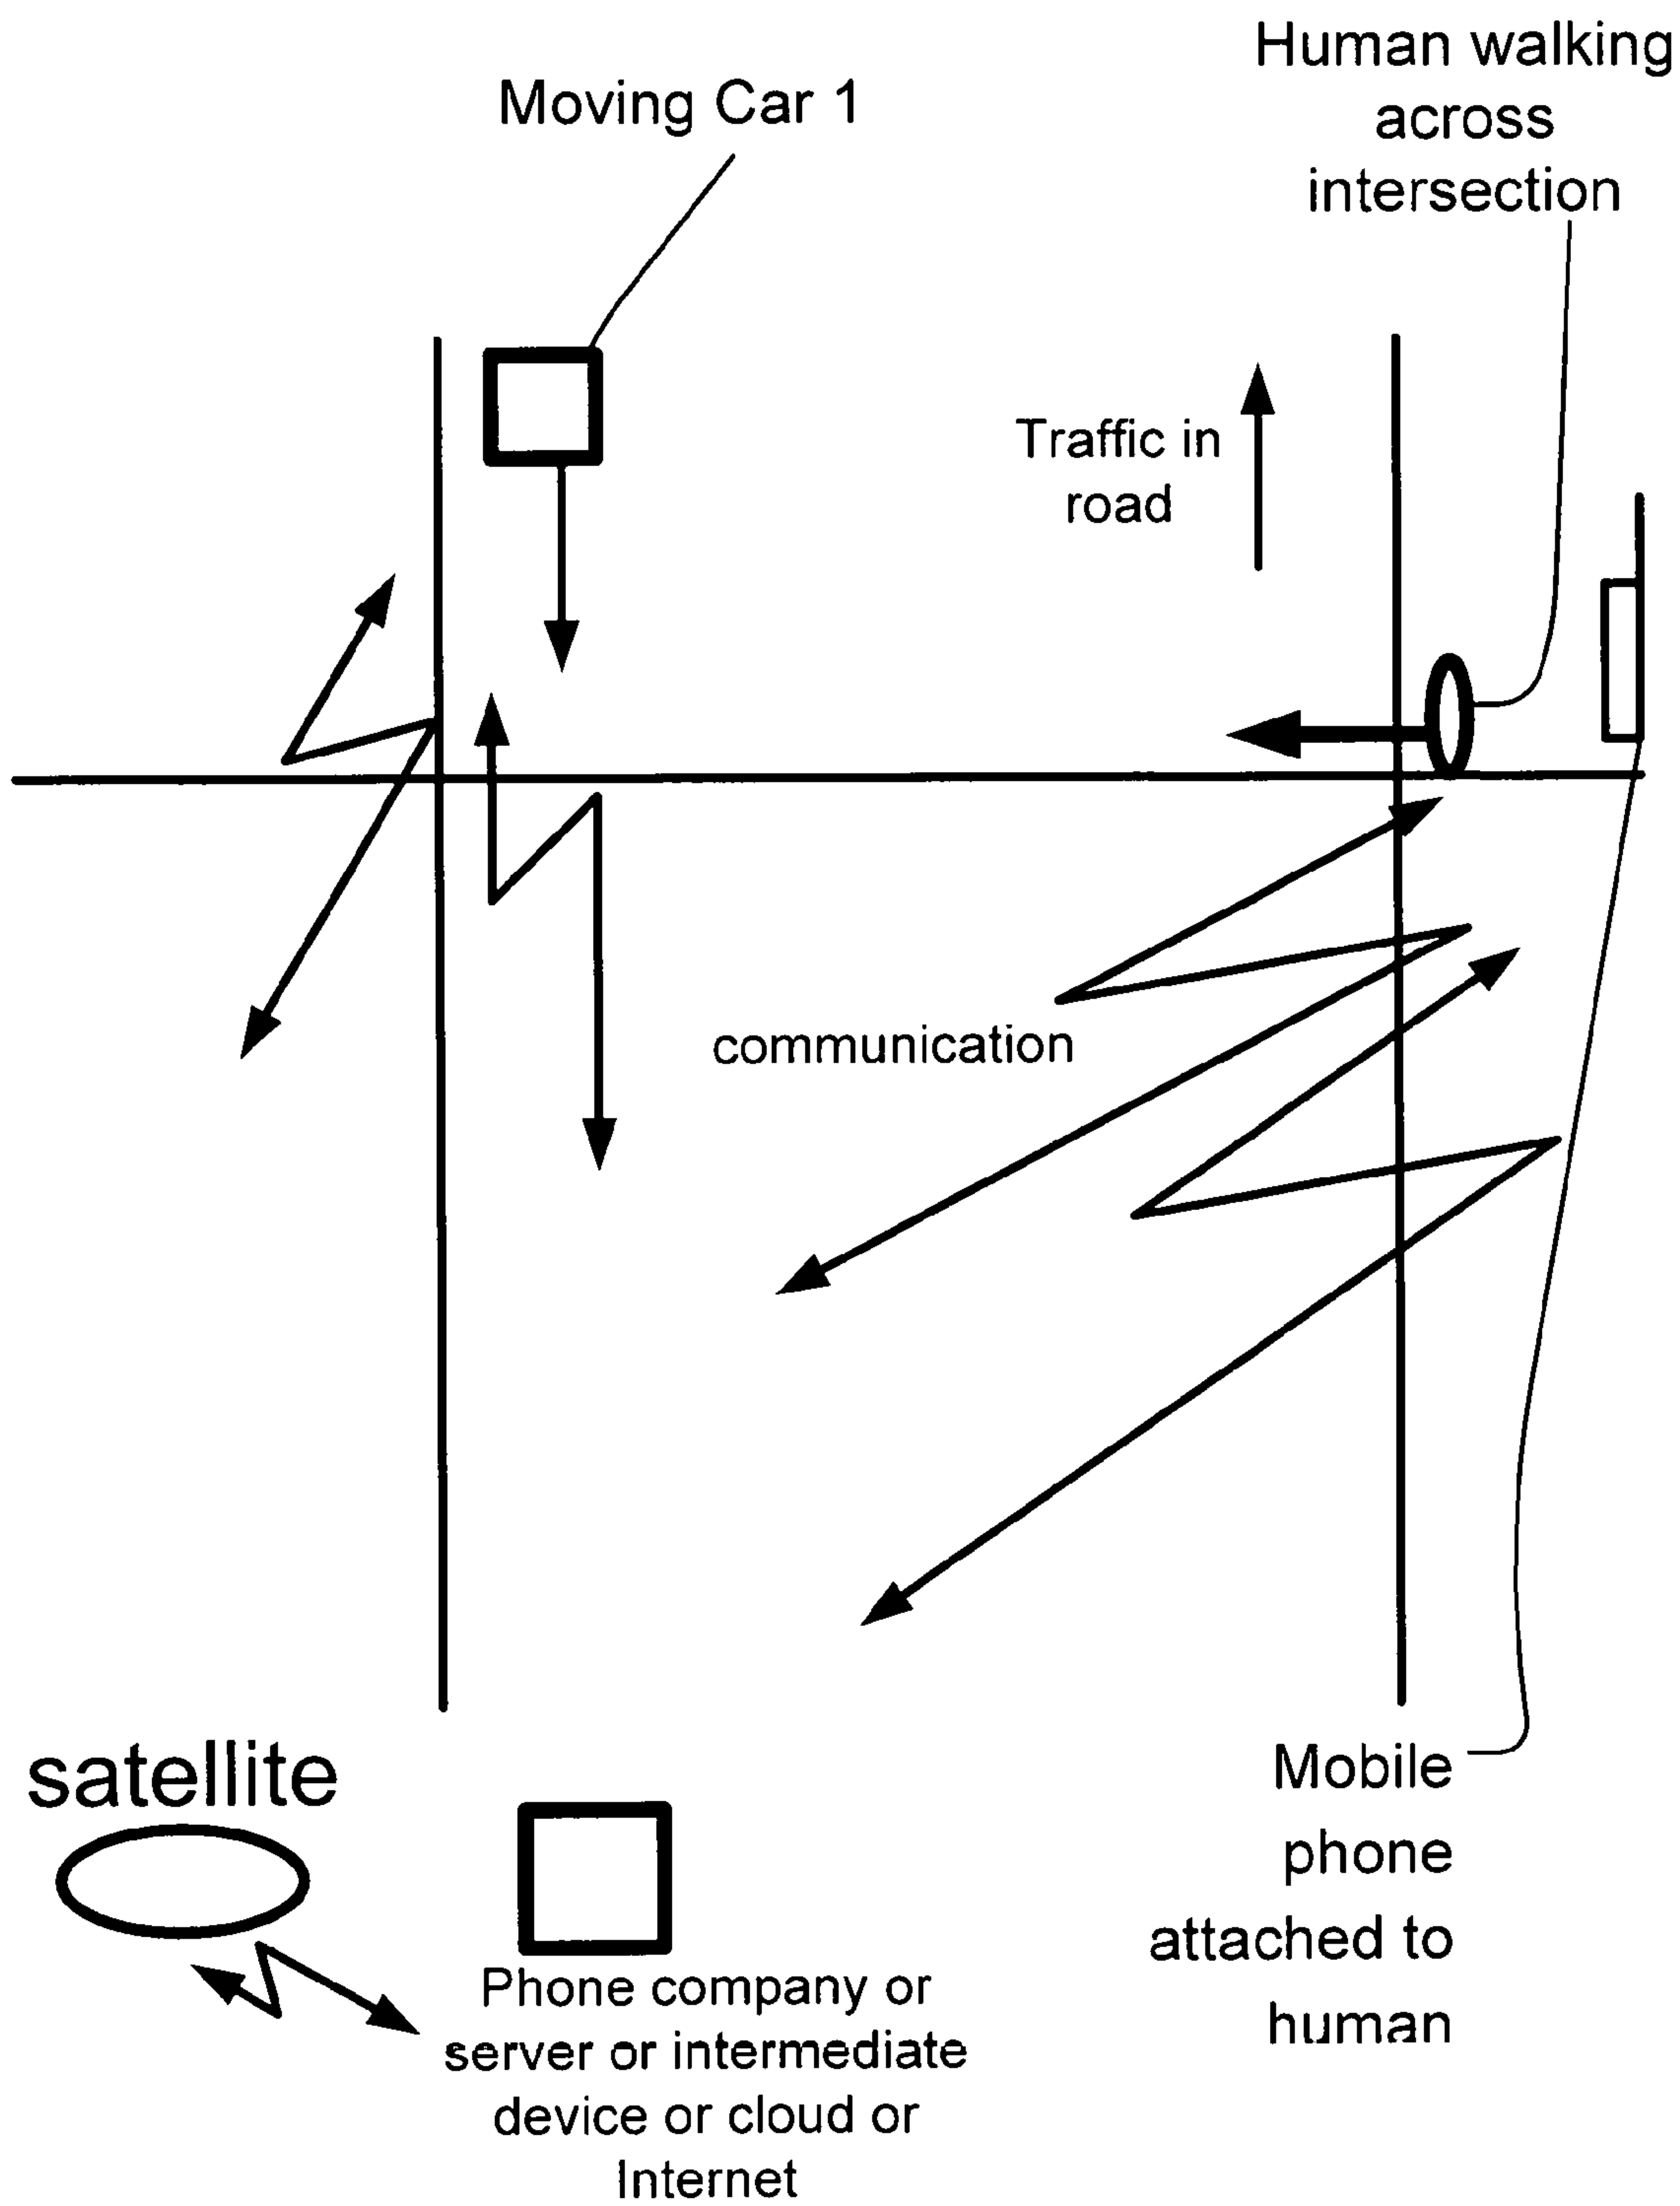 Human walking
across
intersection
Moving Car 1
Traffic in
road
communication
satellite
Mobile
phone
attached to
human
Phone company or
server or intermediate
device or cloud or
Internet